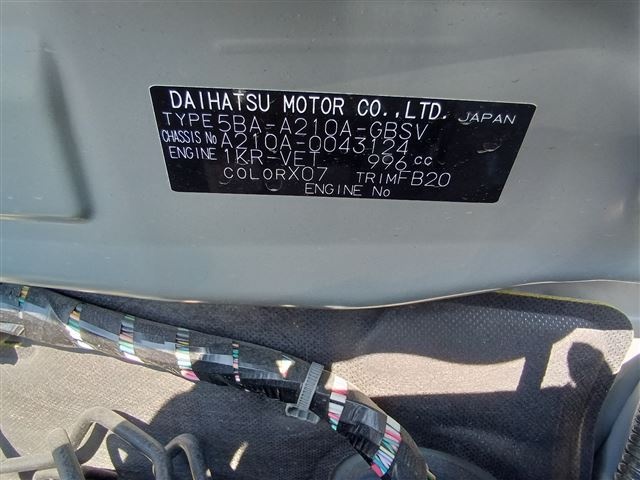 DAIHATSU MOTOR CO.,LTD. JAPAN
TYPE 5BA-A210A-GBSV
CHASSIS No A210A-0043124
ENGINE 1KR-VET 996 cc
COLOR X07 TRIM FB20
ENGINE No